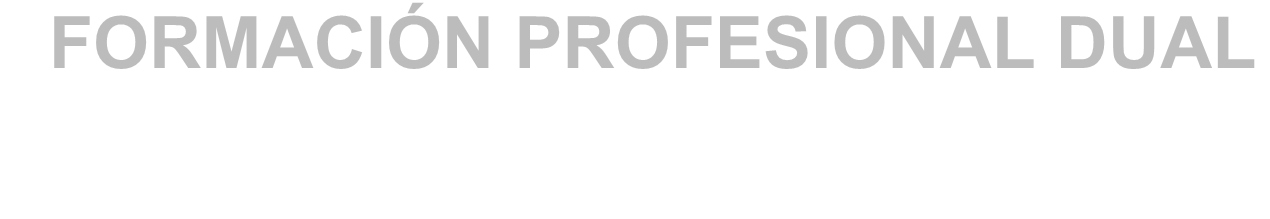 FORMACIÓN PROFESIONAL DUAL